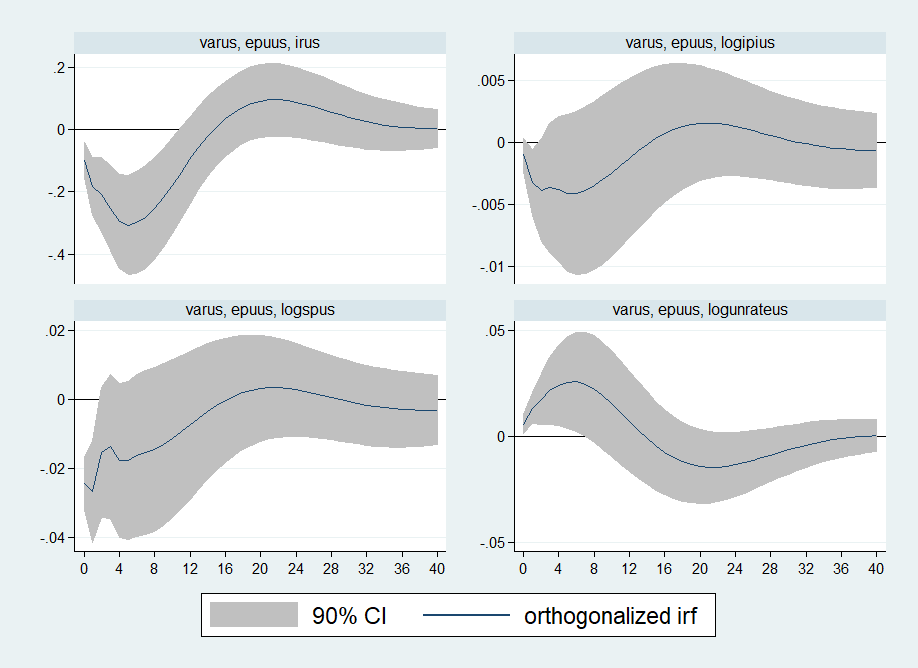 varus, epuus, irus
varus, epuus, logipius
.2
0
-.2
-.4
.005
0
-.005
-.01
varus, epuus, logspus
varus, epuus, logunrateus
.02
0
-.02
-.04
.05
0
-.05
0 4 8 12 16 20 24 28 32 36 40
0 4 8 12 16 20 24 28 32 36 40
90% CI
orthogonalized irf